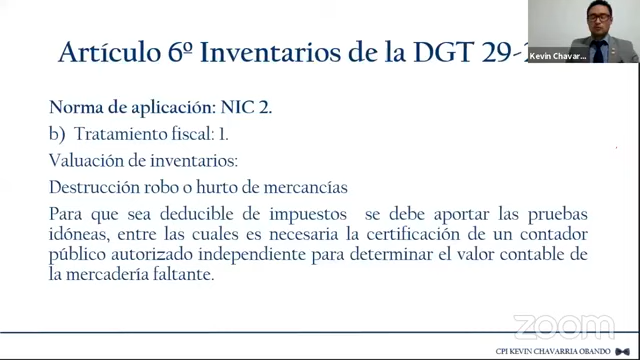 Artículo 6º Inventarios de la DGT 29-
Kevin Chavar...
Norma de aplicación: NIC 2.
b) Tratamiento fiscal: 1.
Valuación de inventarios:
Destrucción robo o hurto de mercancías
Para que sea deducible de impuestos se debe aportar las pruebas
idóneas, entre las cuales es necesaria la certificación de un contador
público autorizado independiente para determinar el valor contable de
la mercadería faltante.
zoom
CPI KEVIN CHAVARRIA OBANDO